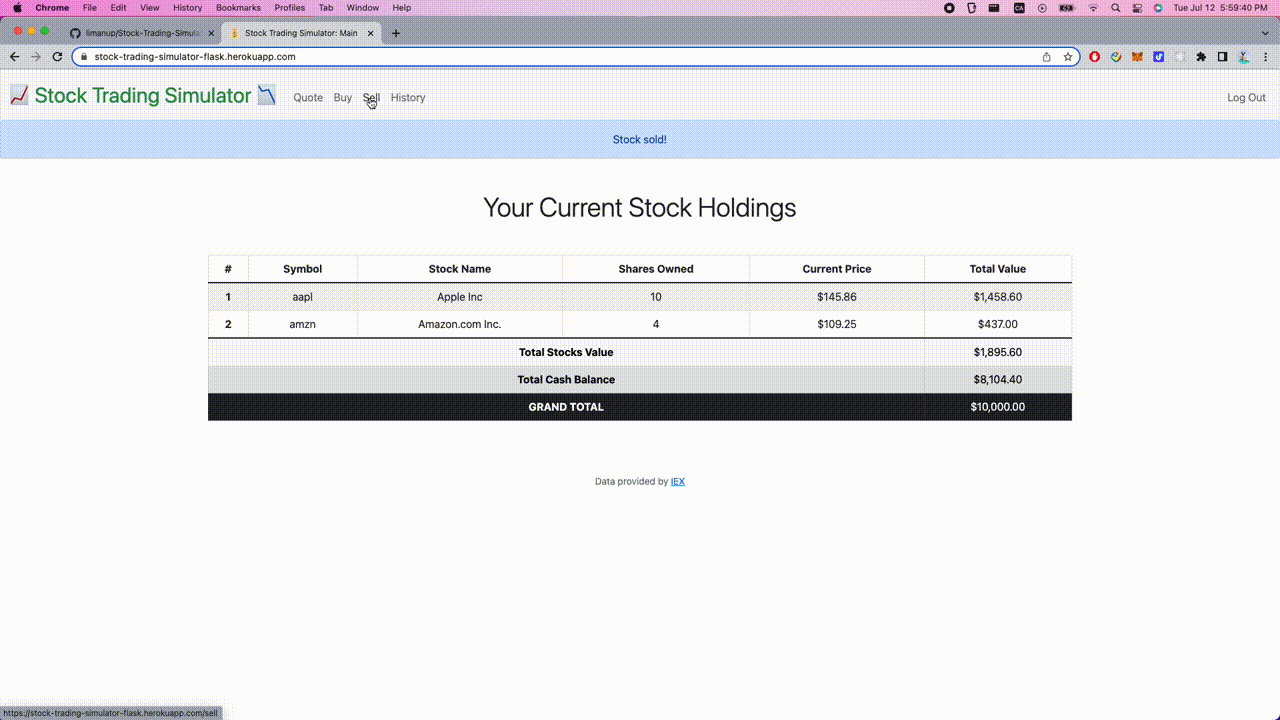 Chrome File Edit View History Bookmarks Profiles Tab Window Help CA Tue Jul 12 5:59:40 PM
limanup/Stock-Trading-Simula Stock Trading Simulator: Main
stock-trading-simulator-flask.herokuapp.com
Stock Trading Simulator Quote Buy Sell History Log Out
Stock sold!
Your Current Stock Holdings
# Symbol Stock Name Shares Owned Current Price Total Value
1 aapl Apple Inc 10 $145.86 $1,458.60
2 amzn Amazon.com Inc. 4 $109.25 $437.00
Total Stocks Value $1,895.60
Total Cash Balance $8,104.40
GRAND TOTAL $10,000.00
Data provided by IEX
https://stock-trading-simulator-flask.herokuapp.com/sell